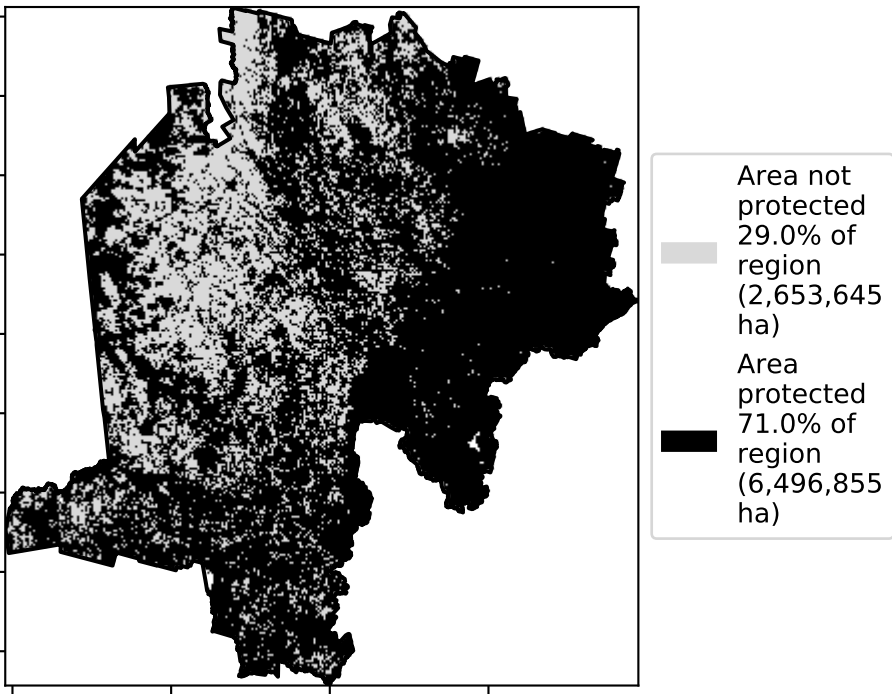 Area not
protected
29.0% of
region
(2,653,645
ha)
Area
protected
71.0% of
region
(6,496,855
ha)